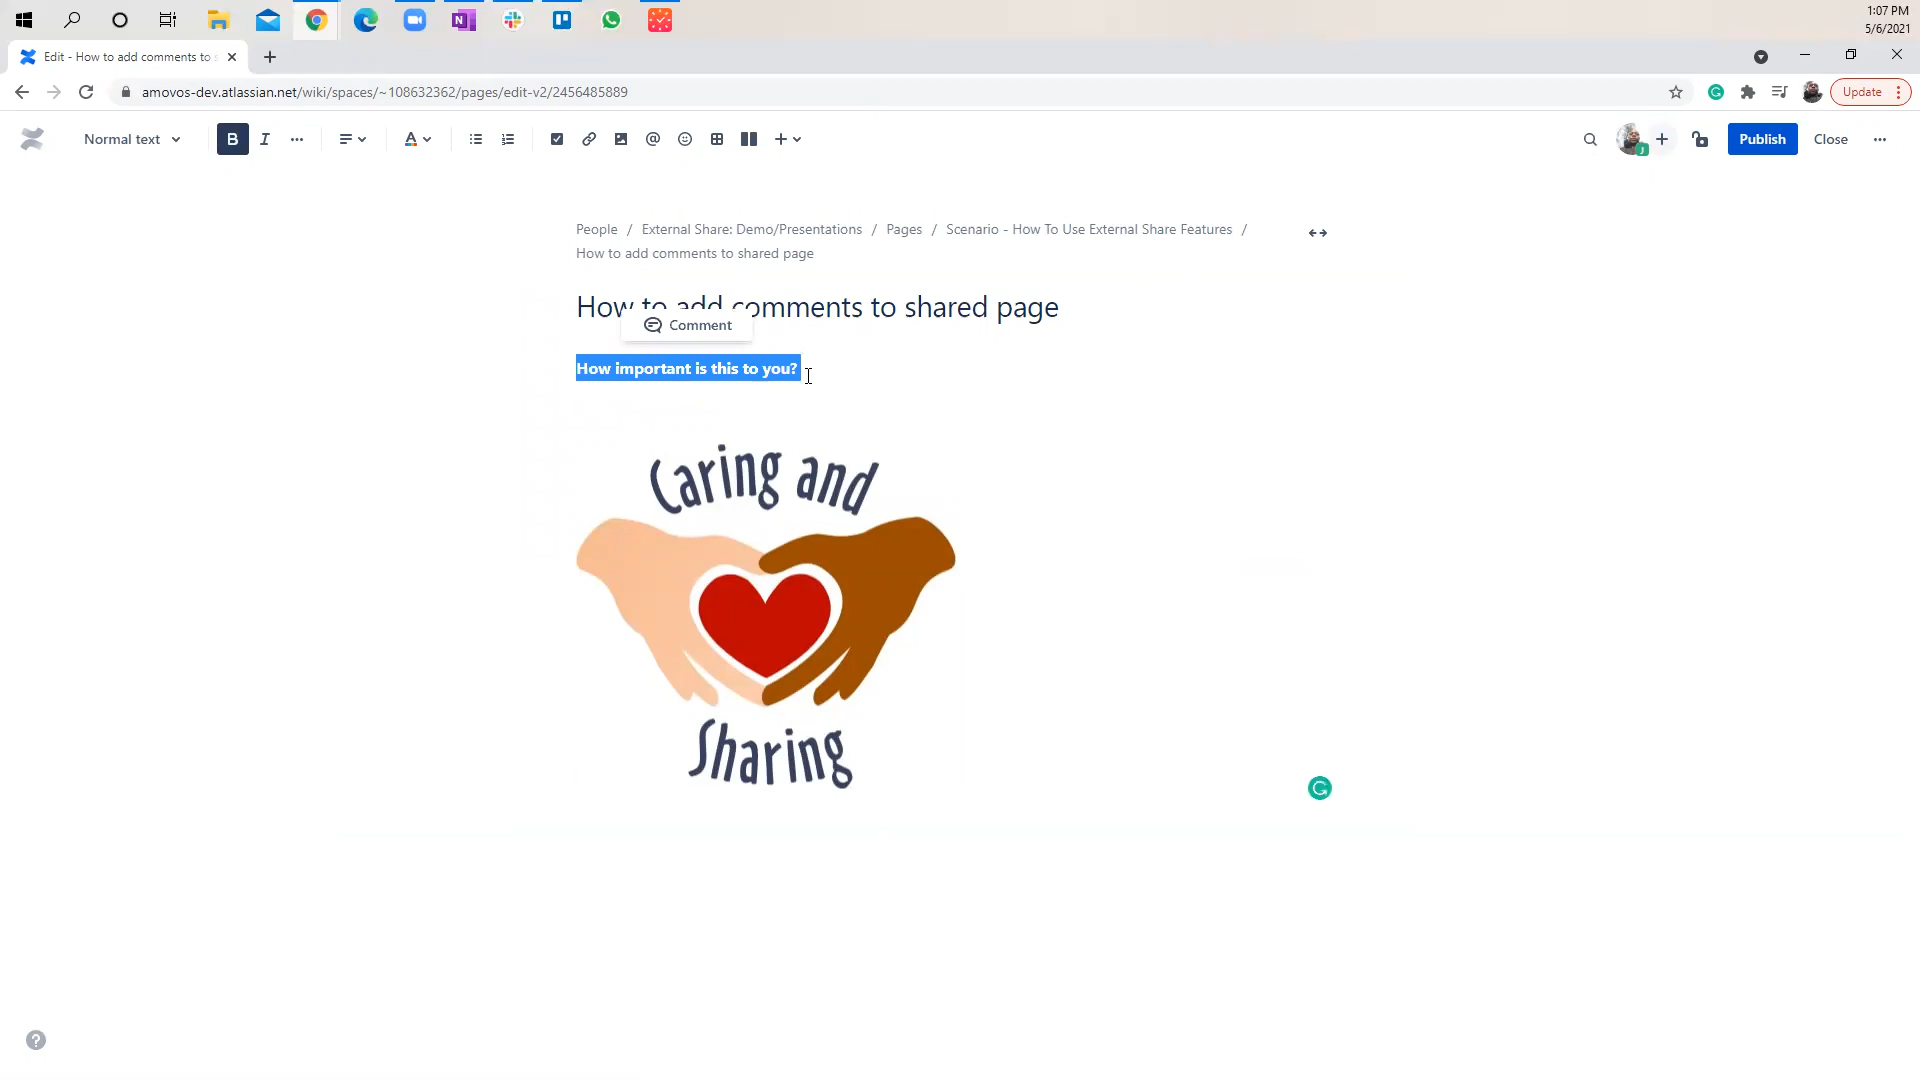 1:07 PM
5/6/2021
Edit - How to add comments to s
amovos-dev.atlassian.net/wiki/spaces/~108632362/pages/edit-v2/2456485889
Update
Normal text
B
I
A
Publish
Close
People / External Share: Demo/Presentations / Pages / Scenario - How To Use External Share Features /
How to add comments to shared page
How to add comments to shared page
Comment
How important is this to you?
Caring and
Sharing